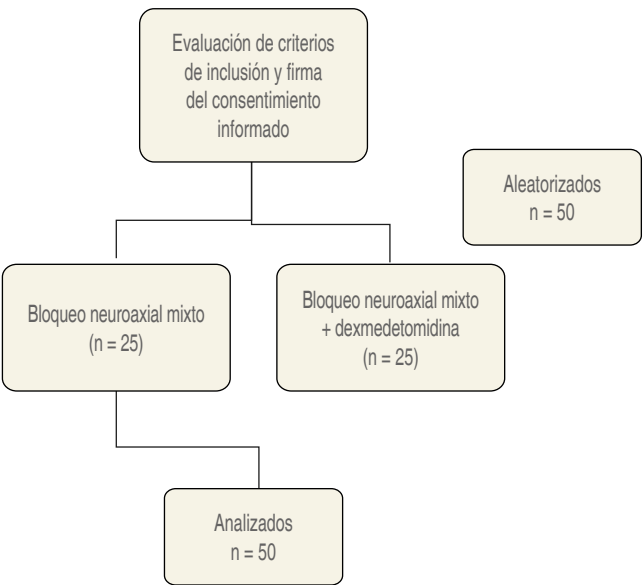 Evaluación de criterios
de inclusión y firma
del consentimiento
informado
Aleatorizados
n = 50
Bloqueo neuroaxial mixto
(n = 25)
Bloqueo neuroaxial mixto
+ dexmedetomidina
(n = 25)
Analizados
n = 50